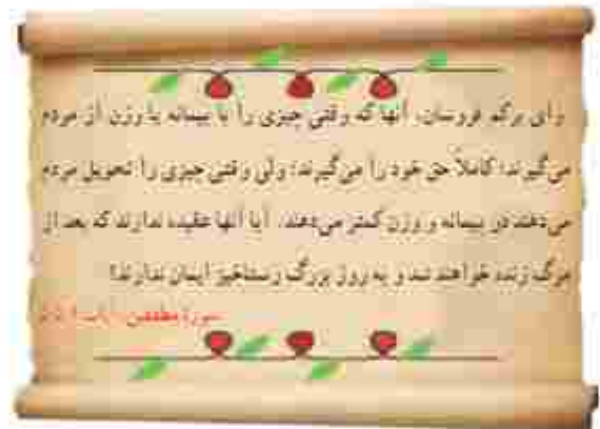 وای بر کم فروشان، آنها که وقتی چیزی را با پیمانه یا وزن از مردم
می‌گیرند؛ کاملاً حق خود را می‌گیرند؛ ولی وقتی چیزی را تحویل مردم
می‌دهند در پیمانه و وزن کمتر می‌دهند. آیا آنها عقیده ندارند که بعد از
مرگ زنده خواهند شد و به روز بزرگ رستاخیز ایمان ندارند؟
سورهٔ مطففین، آیات